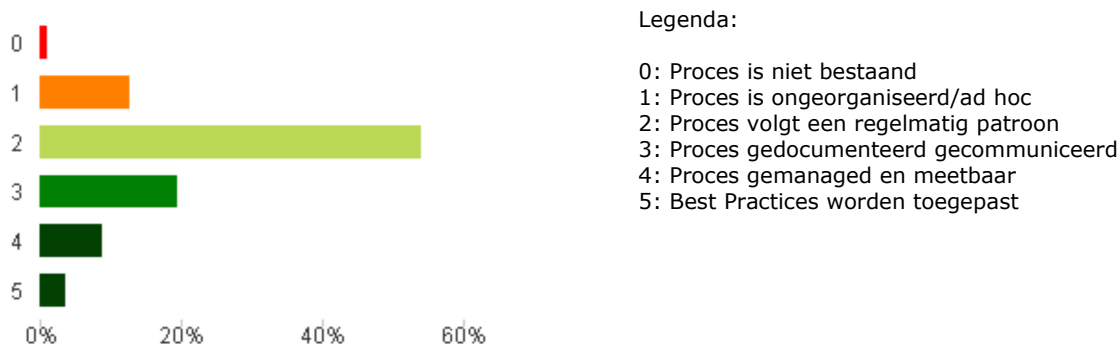 Legenda:
0: Proces is niet bestaand
1: Proces is ongeorganiseerd/ad hoc
2: Proces volgt een regelmatig patroon
3: Proces gedocumenteerd gecommuniceerd
4: Proces gemanaged en meetbaar
5: Best Practices worden toegepast
0
1
2
3
4
5
0% 20% 40% 60%